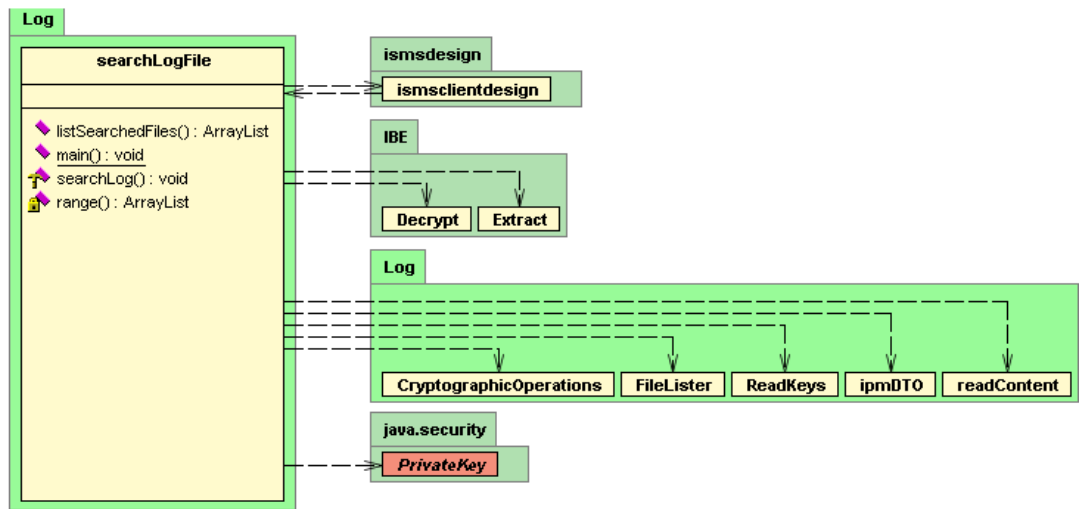 Log
searchLogFile
listSearchedFiles() : ArrayList
main() : void
searchLog() : void
range() : ArrayList
ismsdesign
ismsclientdesign
IBE
Decrypt Extract
Log
CryptographicOperations FileLister ReadKeys ipmDTO readContent
java.security
PrivateKey